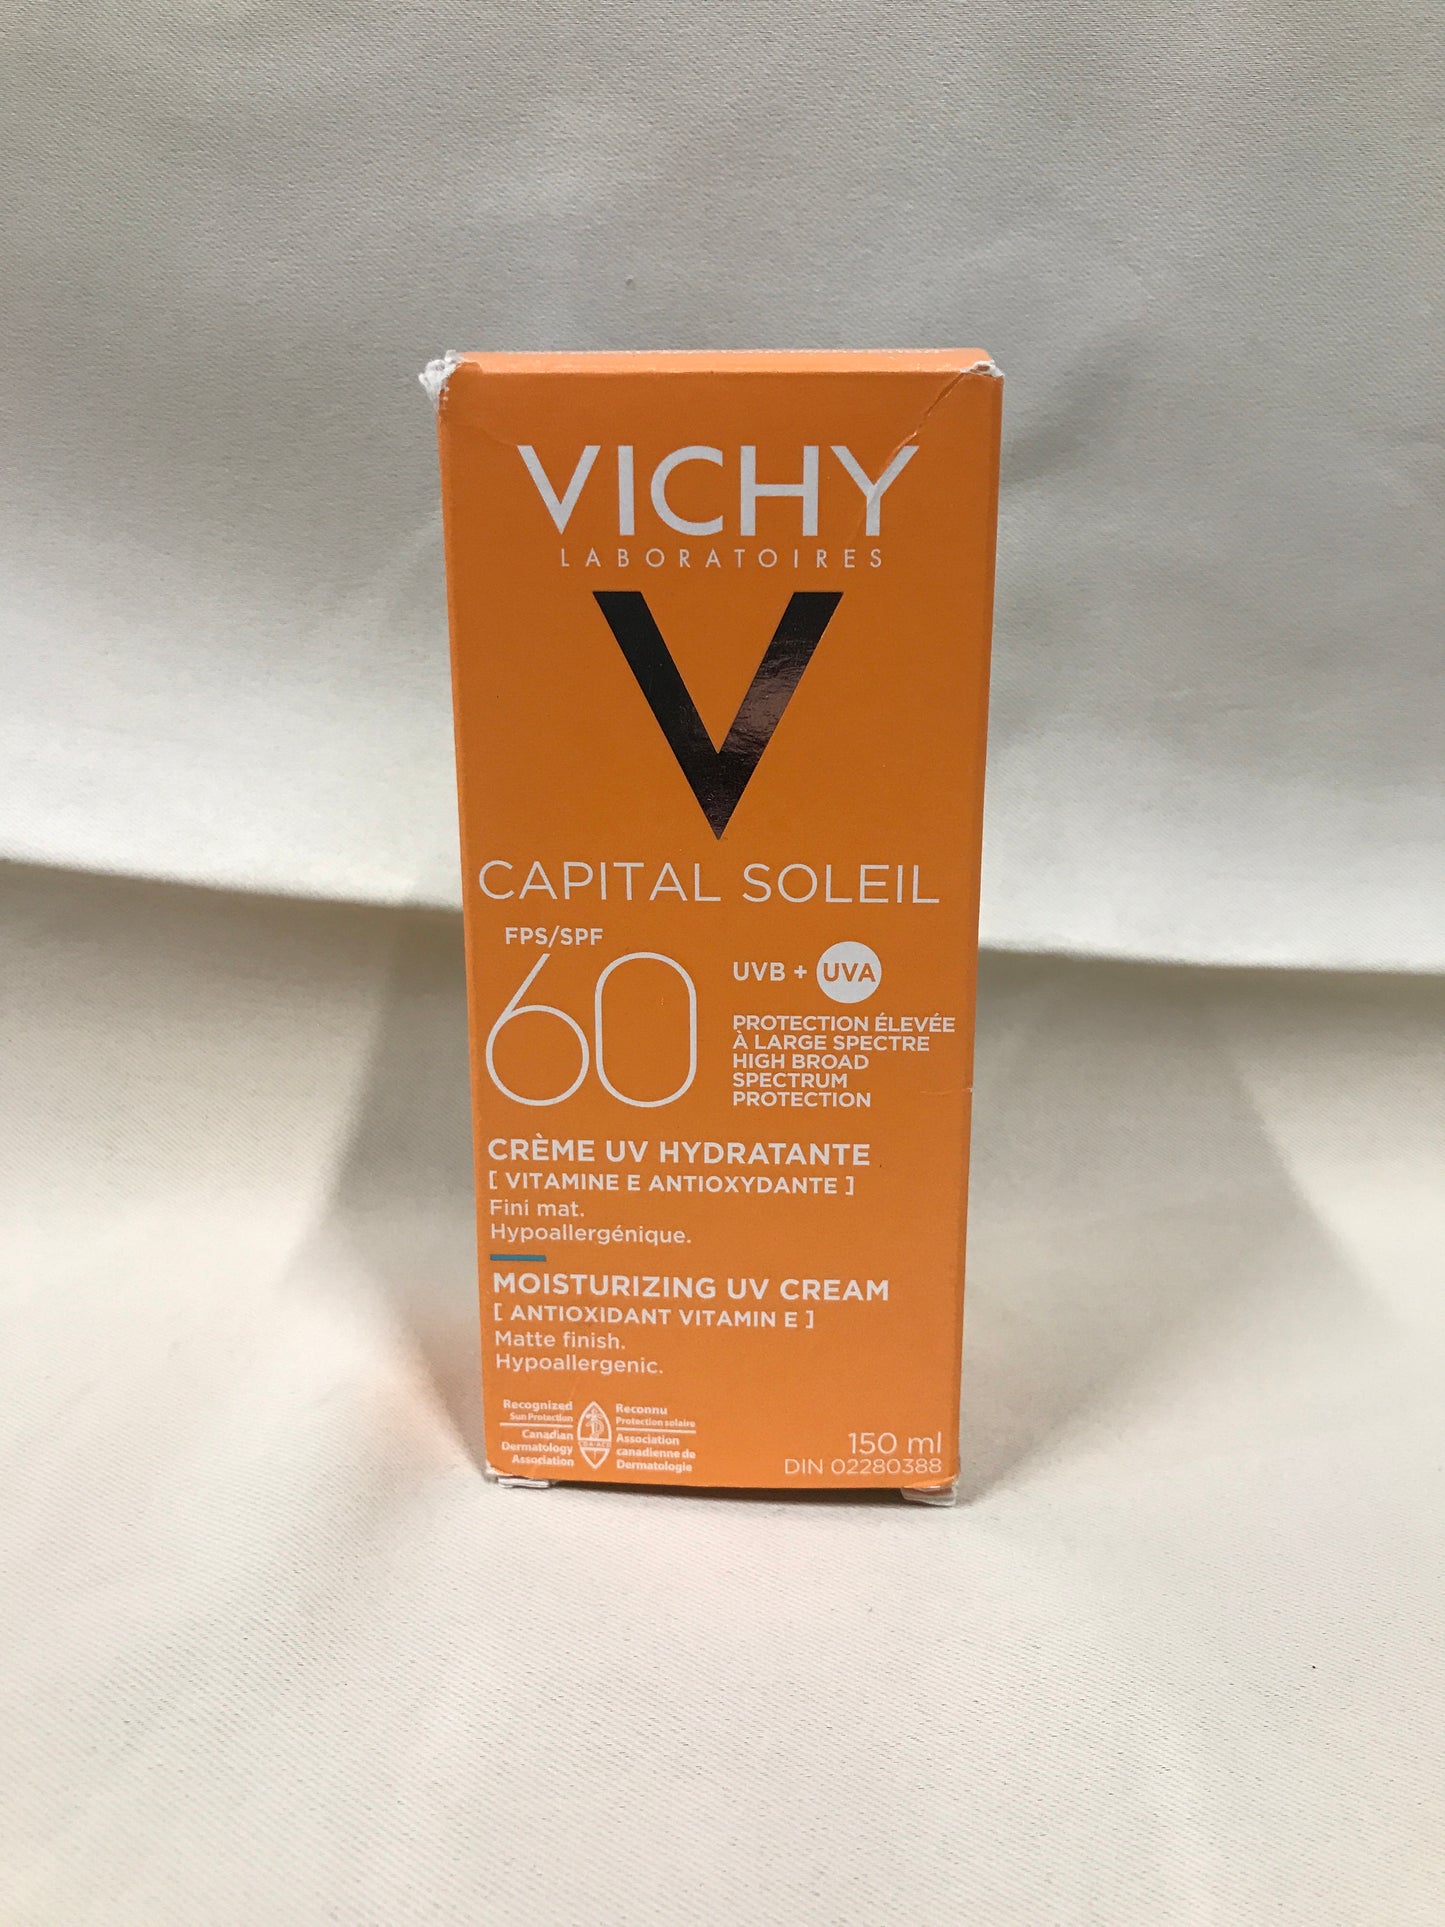 VICHY
LABORATOIRES
V
CAPITAL SOLEIL
FPS/SPF
60
UVB + UVA
PROTECTION ÉLEVÉE
À LARGE SPECTRE
HIGH BROAD
SPECTRUM
PROTECTION
CRÈME UV HYDRATANTE
[ VITAMINE E ANTIOXYDANTE ]
Fini mat.
Hypoallergénique.
MOISTURIZING UV CREAM
[ ANTIOXIDANT VITAMIN E ]
Matte finish.
Hypoallergenic.
Recognized
Sun Protection
Canadian
Dermatology
Association
Reconnu
Protection solaire
Association
canadienne de
Dermatologie
150 ml
DIN 02280388